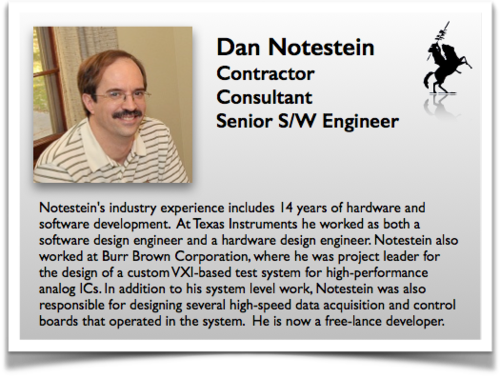 Dan Notestein
Contractor
Consultant
Senior S/W Engineer
Notestein's industry experience includes 14 years of hardware and
software development.  At Texas Instruments he worked as both a
software design engineer and a hardware design engineer. Notestein also
worked at Burr Brown Corporation, where he was project leader for
the design of a custom VXI-based test system for high-performance
analog ICs. In addition to his system level work, Notestein was also
responsible for designing several high-speed data acquisition and control
boards that operated in the system.  He is now a free-lance developer.